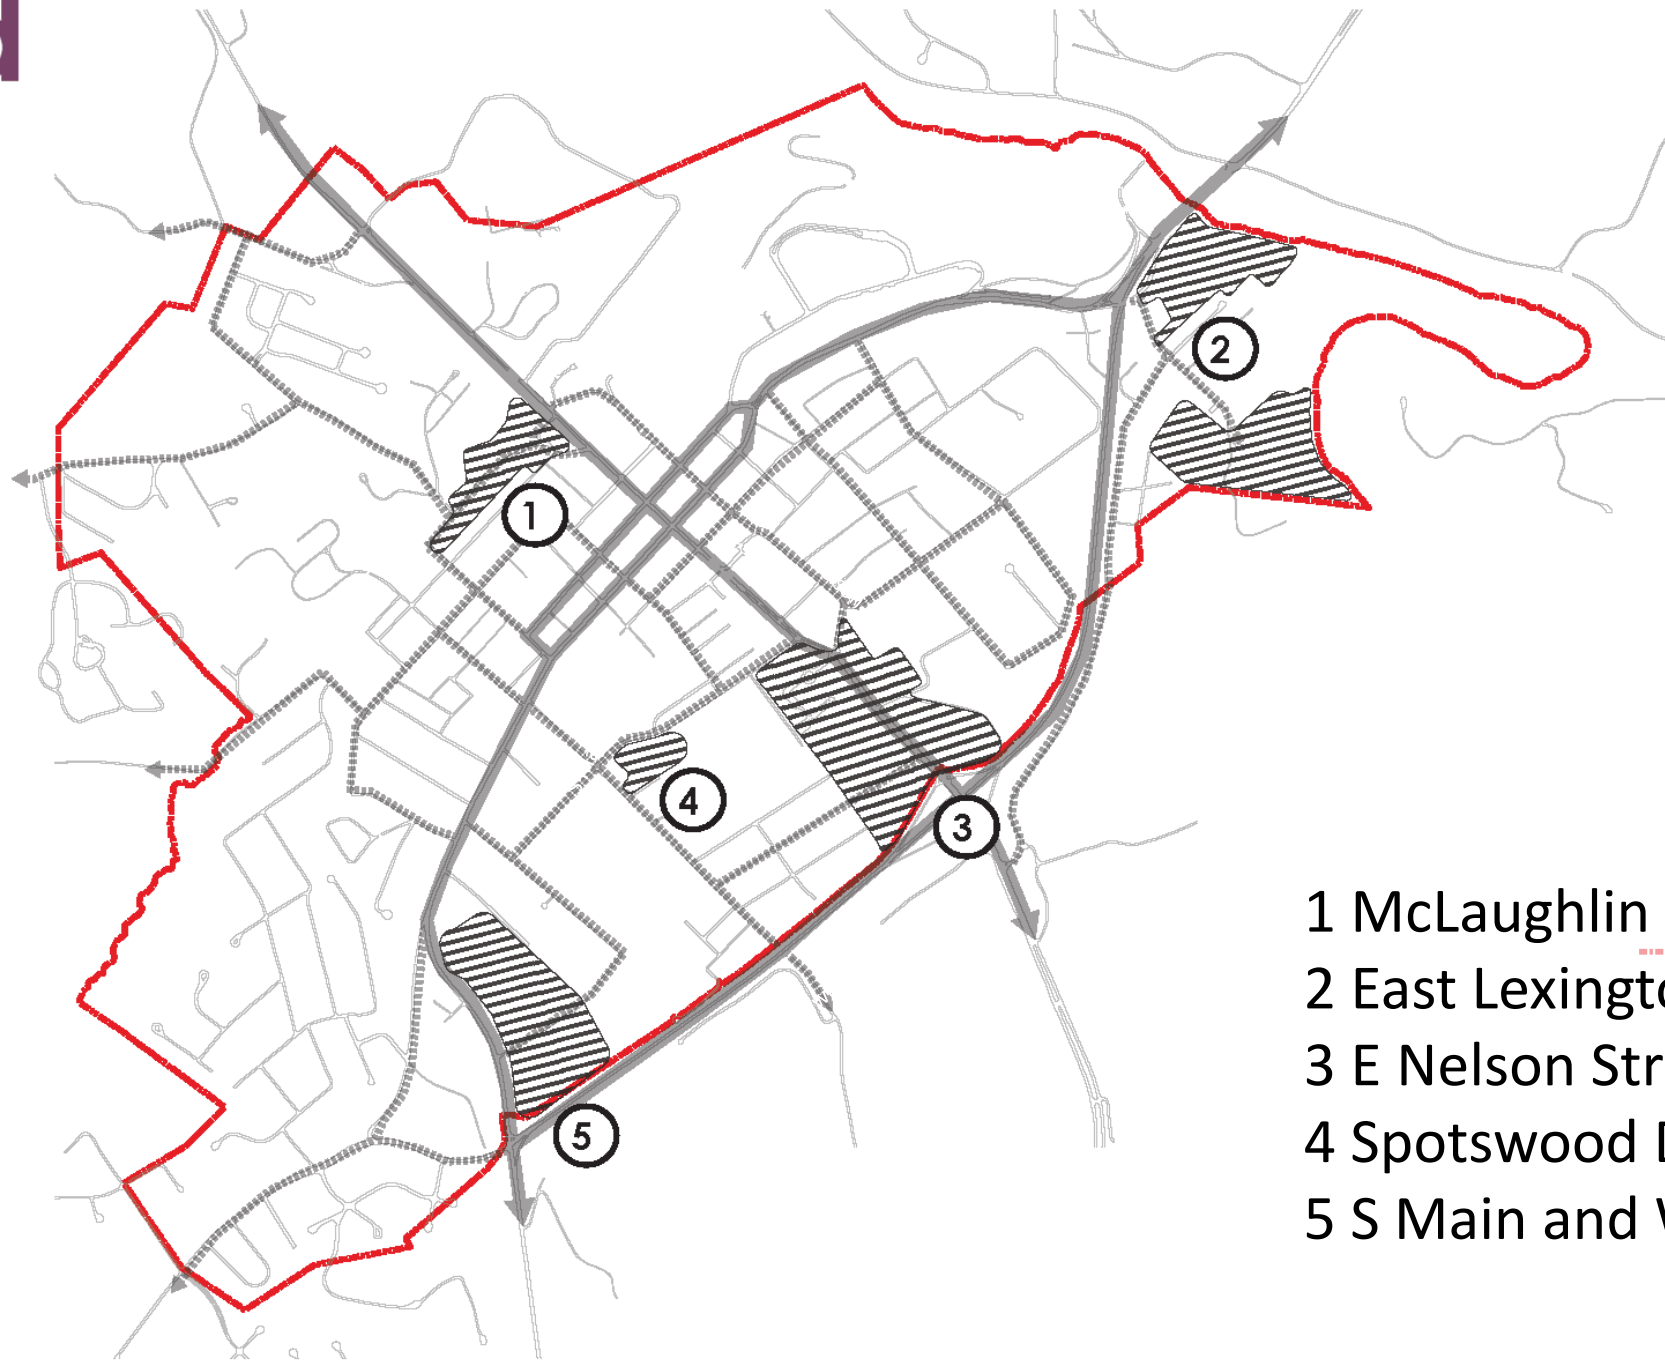 1
2
3
4
5
1 McLaughlin
2 East Lexingt
3 E Nelson Str
4 Spotswood
5 S Main and